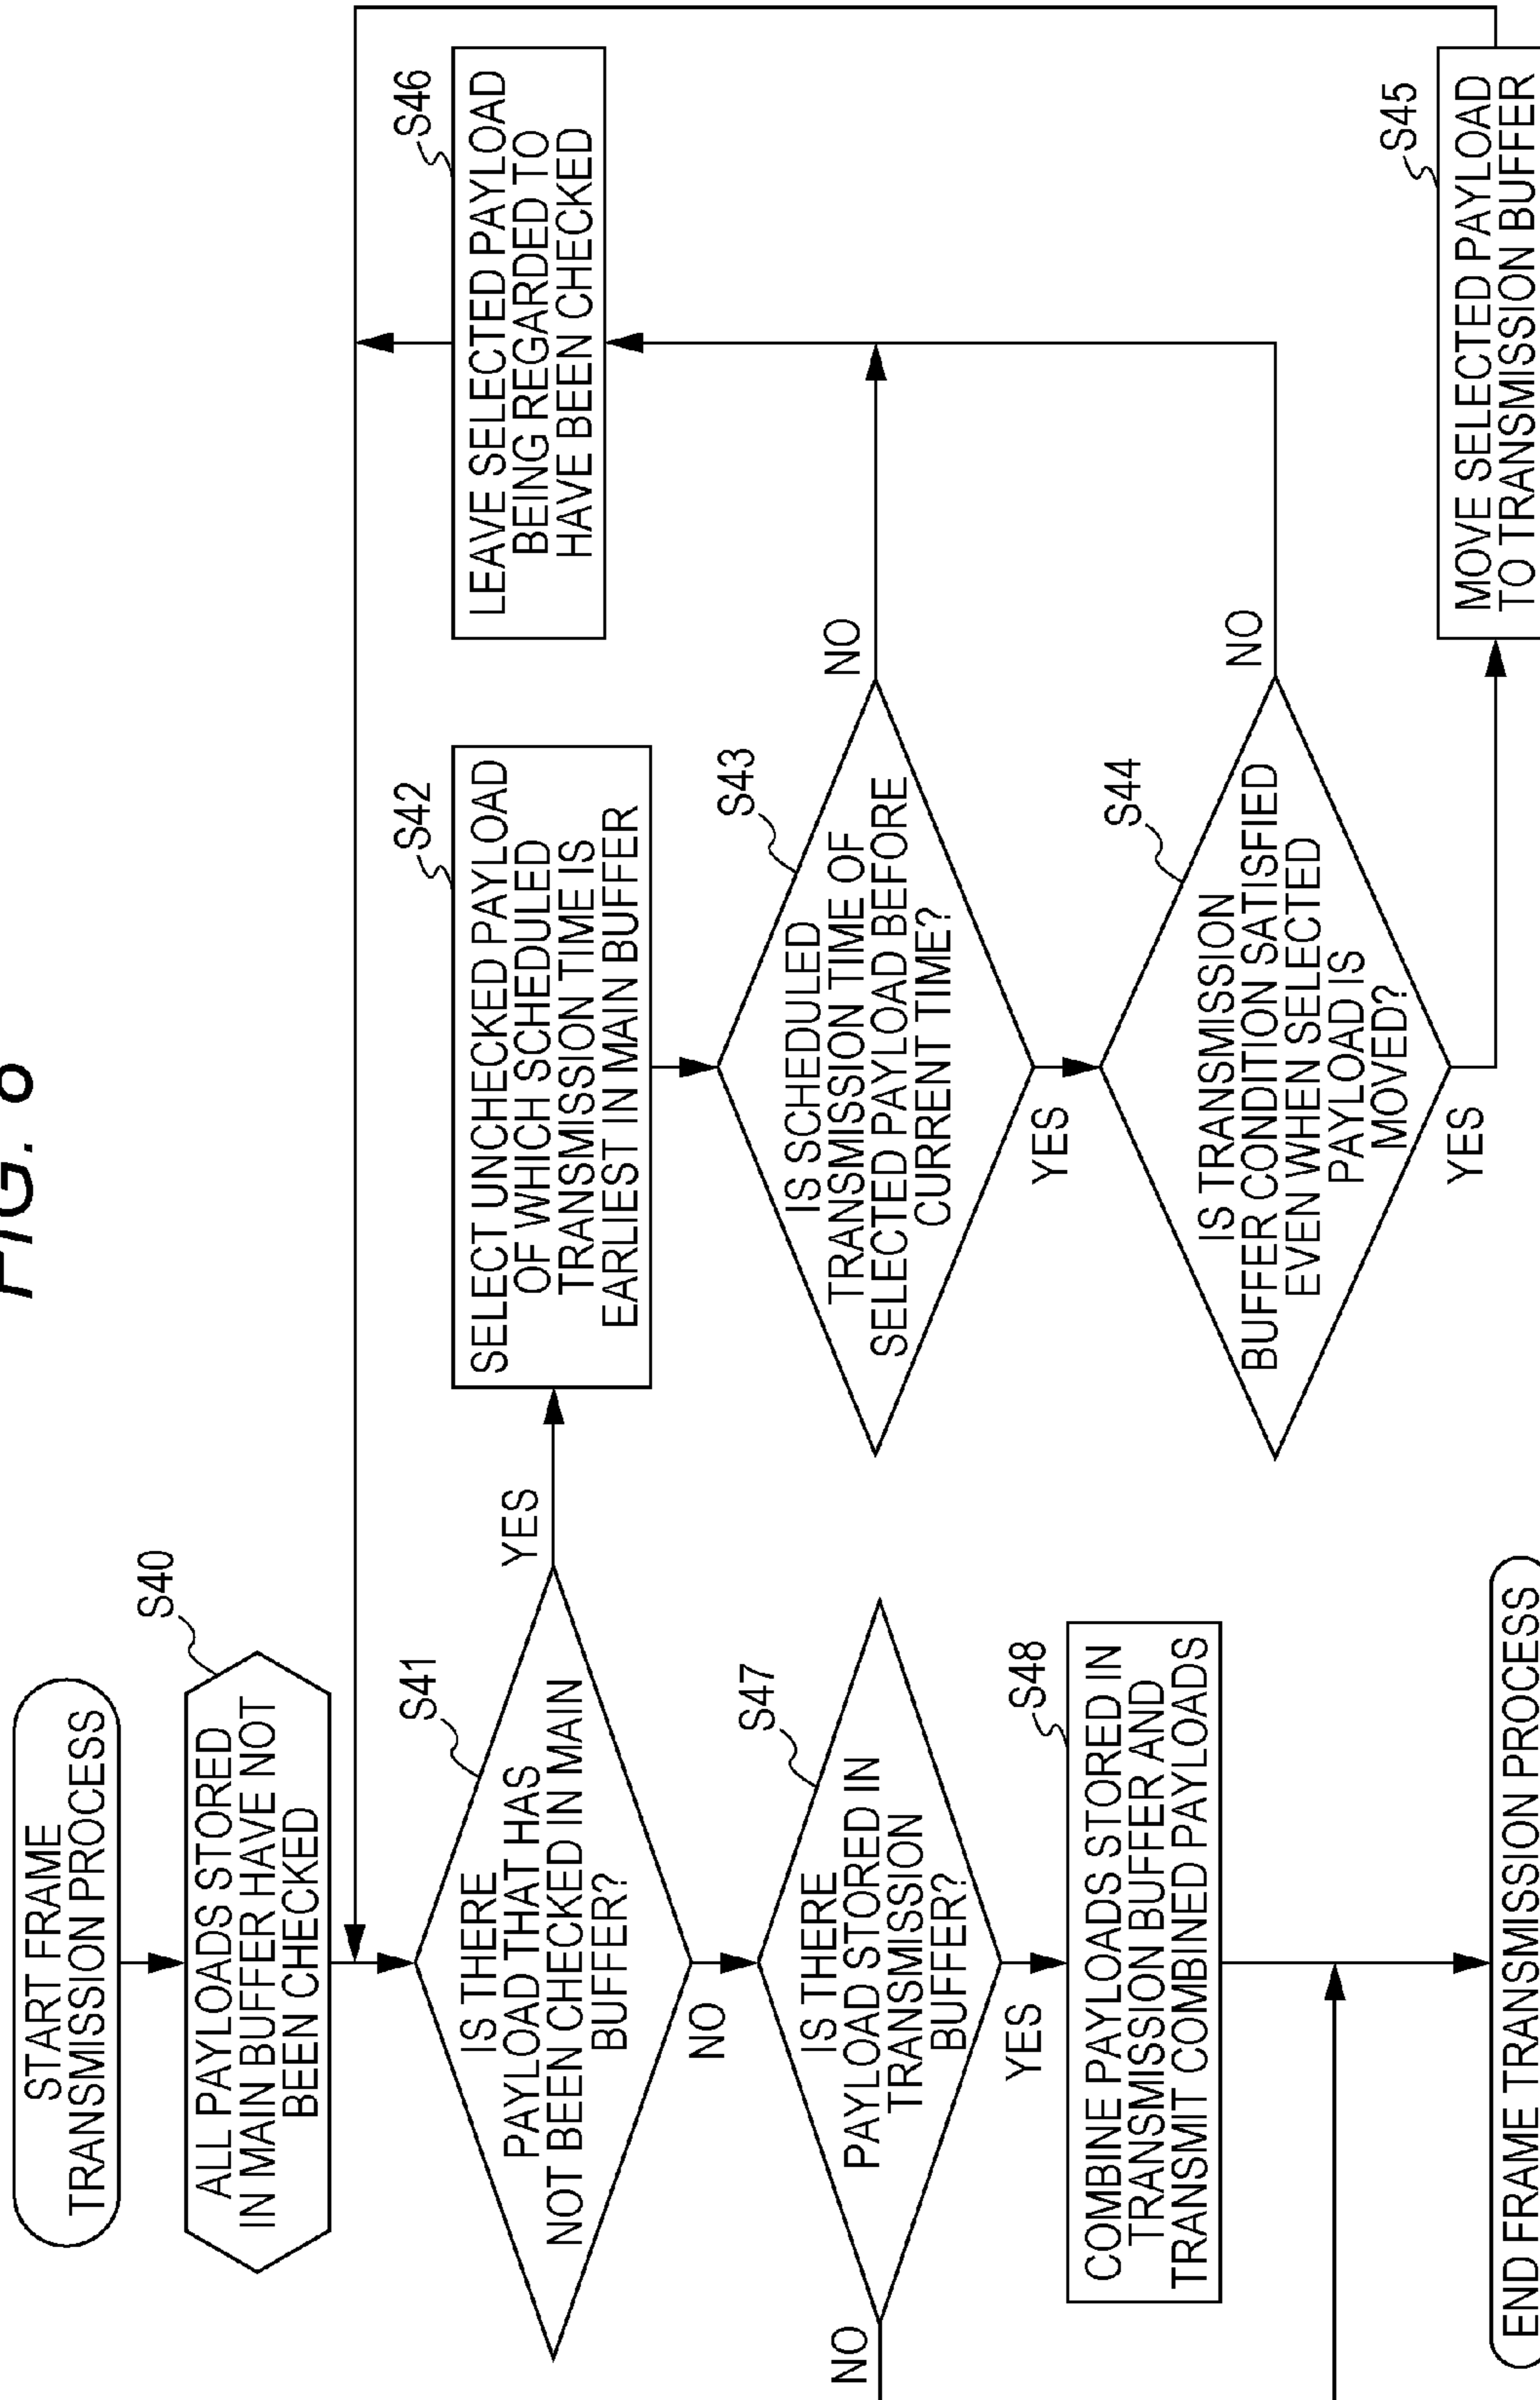 FIG. 8
START FRAME
TRANSMISSION PROCESS
S40
ALL PAYLOADS STORED
IN MAIN BUFFER HAVE NOT
BEEN CHECKED
S41
IS THERE
PAYLOAD THAT HAS
NOT BEEN CHECKED IN MAIN
BUFFER?
YES
NO
S42
SELECT UNCHECKED PAYLOAD
OF WHICH SCHEDULED
TRANSMISSION TIME IS
EARLIEST IN MAIN BUFFER
S46
LEAVE SELECTED PAYLOAD
BEING REGARDED TO
HAVE BEEN CHECKED
S43
IS SCHEDULED
TRANSMISSION TIME OF
SELECTED PAYLOAD BEFORE
CURRENT TIME?
NO
YES
S44
IS TRANSMISSION
BUFFER CONDITION SATISFIED
EVEN WHEN SELECTED
PAYLOAD IS
MOVED?
NO
YES
S45
MOVE SELECTED PAYLOAD
TO TRANSMISSION BUFFER
S47
IS THERE
PAYLOAD STORED IN
TRANSMISSION
BUFFER?
NO
YES
S48
COMBINE PAYLOADS STORED IN
TRANSMISSION BUFFER AND
TRANSMIT COMBINED PAYLOADS
END FRAME TRANSMISSION PROCESS